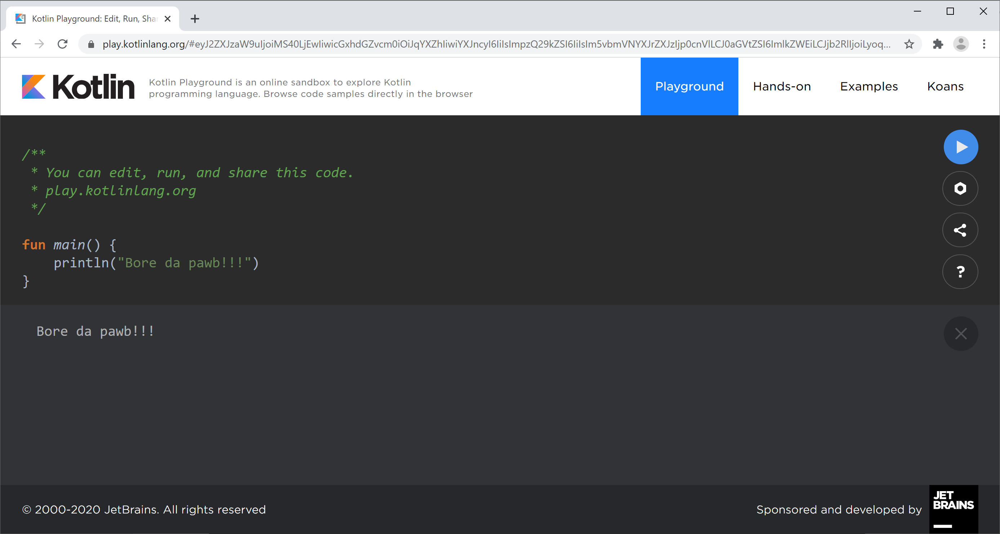 Kotlin Playground: Edit, Run, Shar
play.kotlinlang.org/#eyJ2ZXJzaW9uIjoiMS40LjEwIiwicGxhdGZvcm0iOiJqYXZhIiwiYXJncyI6IiIsImpzQ29kZSI6IiIsIm5vbmVNYXJrZXJzIjp0cnVlLCJ0aGVtZSI6ImlkZWEiLCJjb2RlIjoiLyoq...
Kotlin
Kotlin Playground is an online sandbox to explore Kotlin
programming language. Browse code samples directly in the browser
Playground Hands-on Examples Koans
/**
* You can edit, run, and share this code.
* play.kotlinlang.org
*/
fun main() {
println("Bore da pawb!!!")
}
?
Bore da pawb!!!
© 2000-2020 JetBrains. All rights reserved
Sponsored and developed by
JET
BRAINS